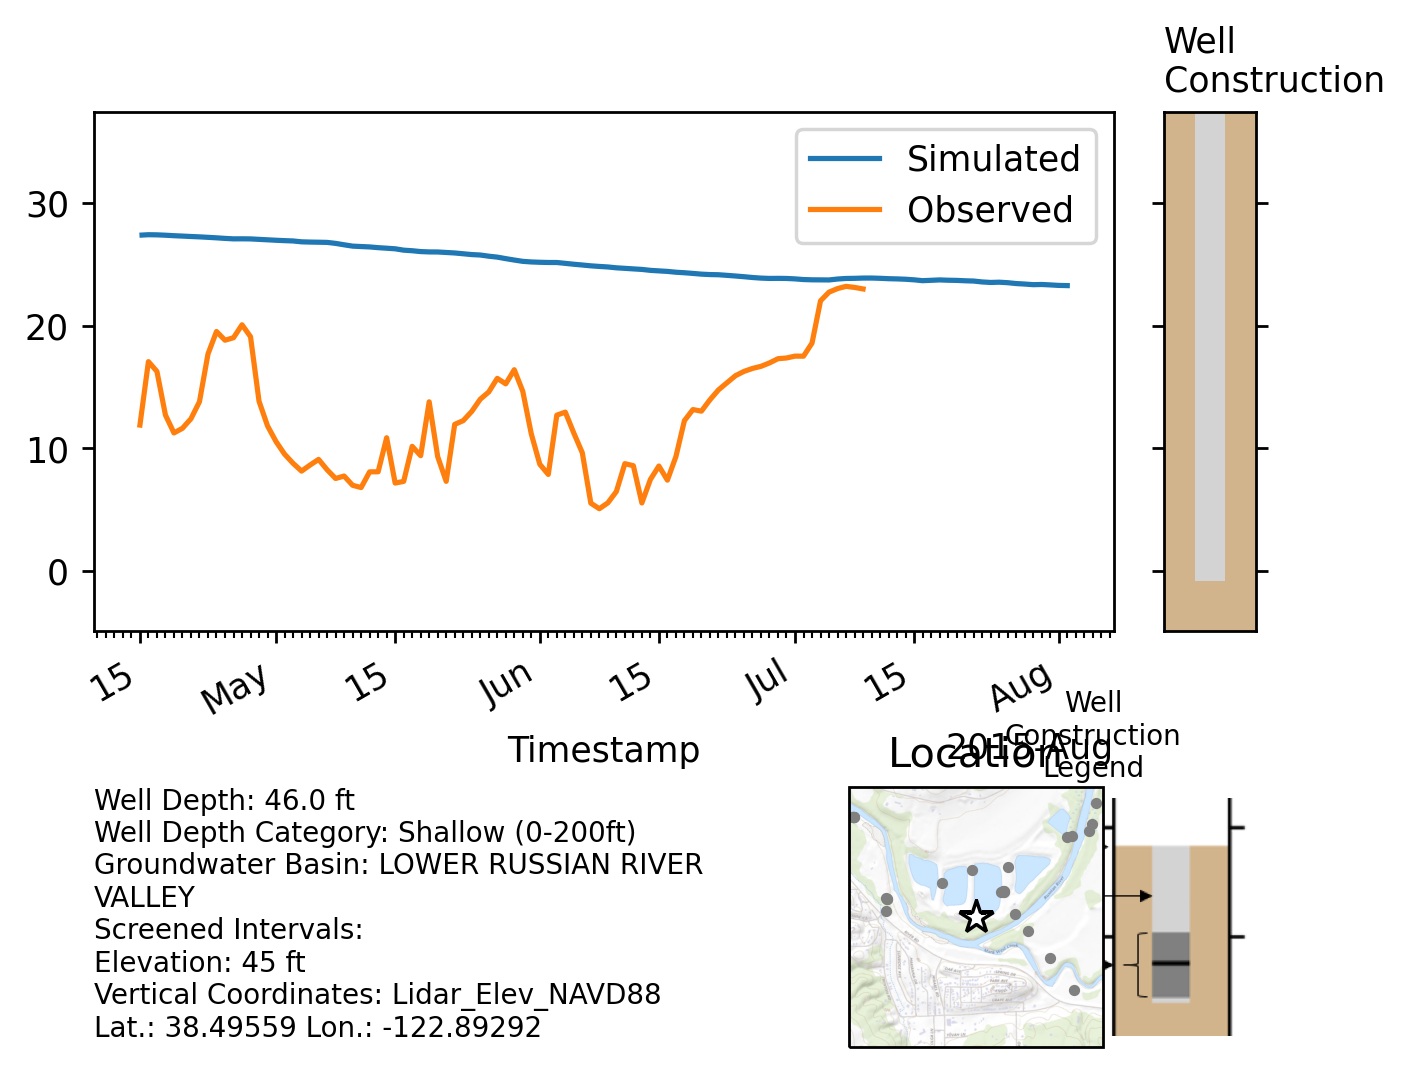 Well
Construction
Simulated
Observed
30
20
10
0
15
May
15
Jun
15
Jul
15
Aug
Timestamp
2015-Aug
Well Depth: 46.0 ft
Well Depth Category: Shallow (0-200ft)
Groundwater Basin: LOWER RUSSIAN RIVER
VALLEY
Screened Intervals:
Elevation: 45 ft
Vertical Coordinates: Lidar_Elev_NAVD88
Lat.: 38.49559 Lon.: -122.89292
Location
Well
Construction
Legend